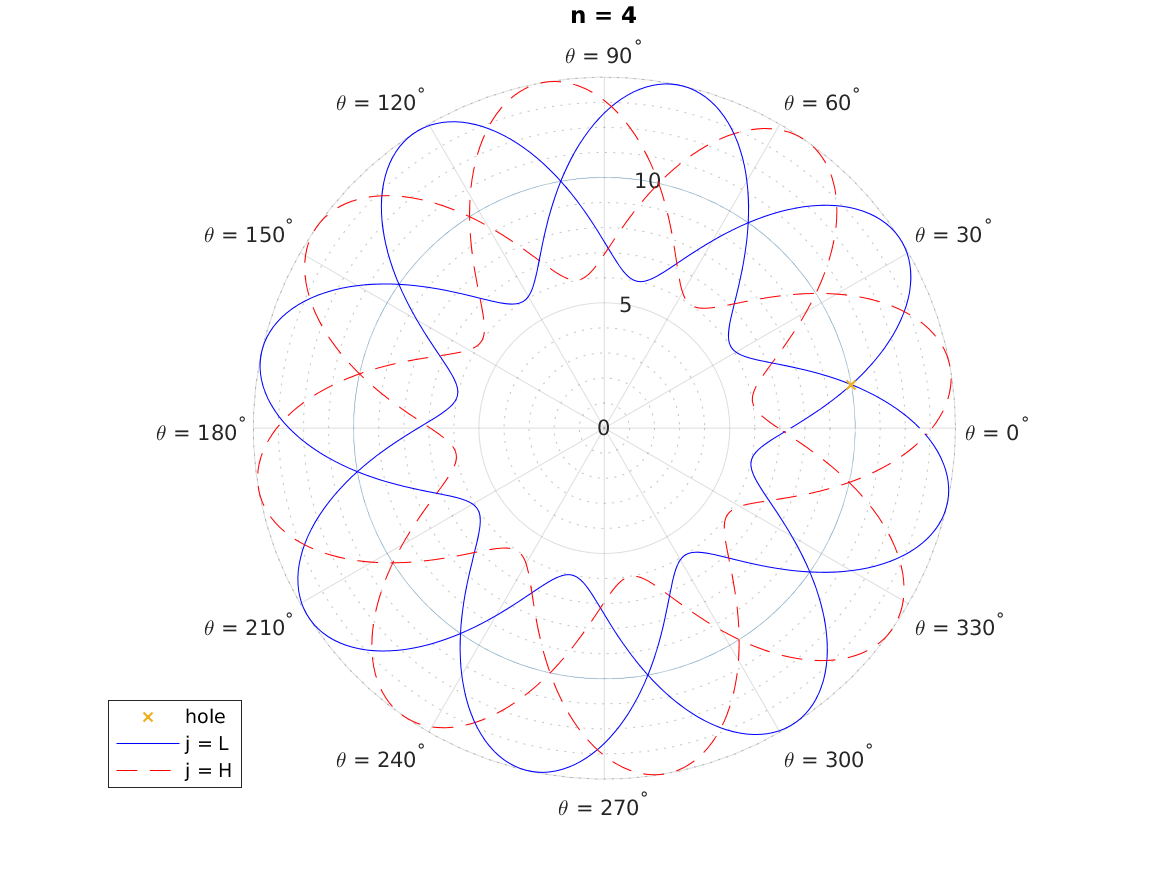 n = 4
θ = 90°
θ = 120°
θ = 60°
10
θ = 150°
θ = 30°
5
θ = 180°
0
θ = 0°
θ = 210°
θ = 330°
hole
j = L
j = H
θ = 240°
θ = 300°
θ = 270°